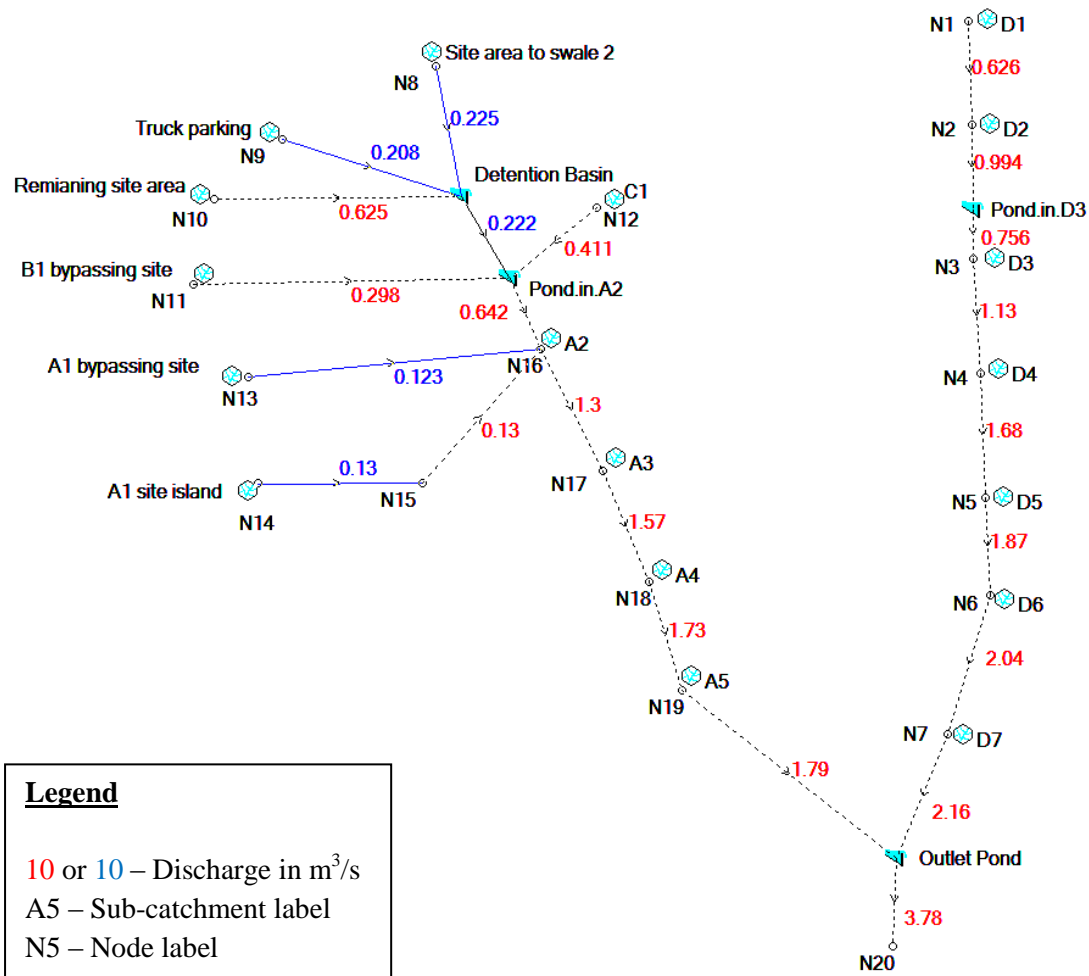 N1 D1
0.626
Site area to swale 2
N8
0.225
N2 D2
Truck parking
N9
0.208
0.994
Detention Basin
Remianing site area
N10
0.625
C1
N12
Pond.in.D3
0.222
0.411
0.756
N3 D3
B1 bypassing site
N11
0.298
Pond.in.A2
0.642
1.13
A2
N16
A1 bypassing site
N13
0.123
N4 D4
1.3
0.13
1.68
A3
N17
0.13
A1 site island
N14
N15
N5 D5
1.57
1.87
A4
N18
N6 D6
1.73
2.04
A5
N19
N7 D7
1.79
2.16
Outlet Pond
3.78
N20
Legend
10 or 10 – Discharge in m³/s
A5 – Sub-catchment label
N5 – Node label